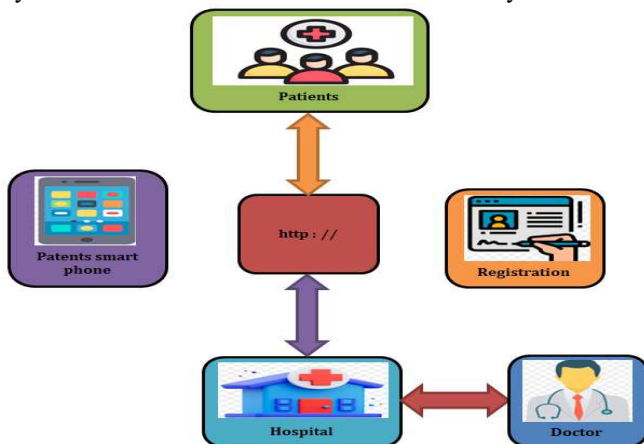 Patients
http : //
Patents smart
phone
Registration
Hospital
Doctor